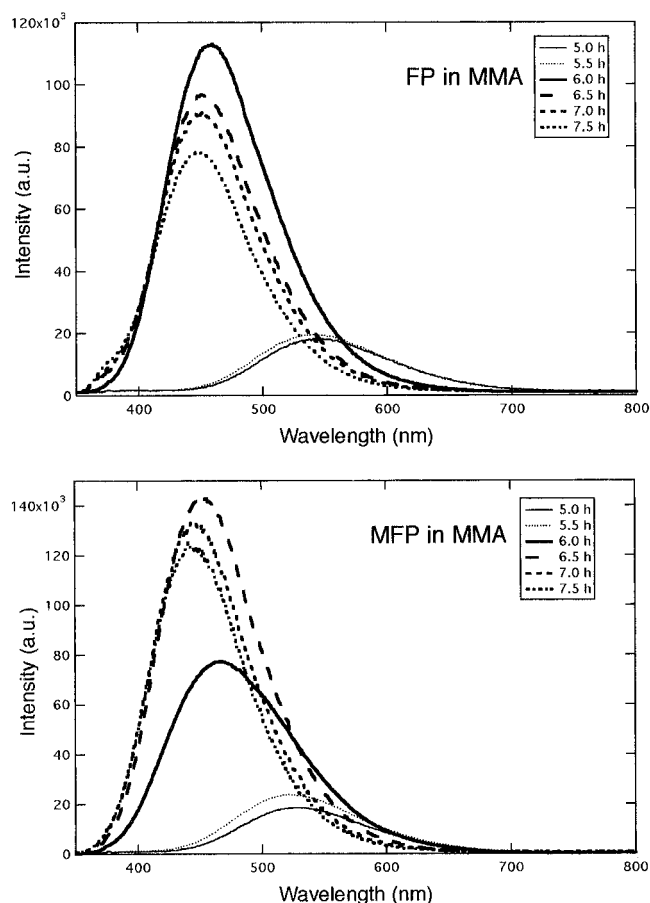 120x10³
100
80
60
40
20
0
Intensity (a.u.)
FP in MMA
5.0 h
5.5 h
6.0 h
6.5 h
7.0 h
7.5 h
400
500
600
700
800
Wavelength (nm)
140x10³
120
100
80
60
40
20
0
Intensity (a.u.)
MFP in MMA
5.0 h
5.5 h
6.0 h
6.5 h
7.0 h
7.5 h
400
500
600
700
800
Wavelength (nm)